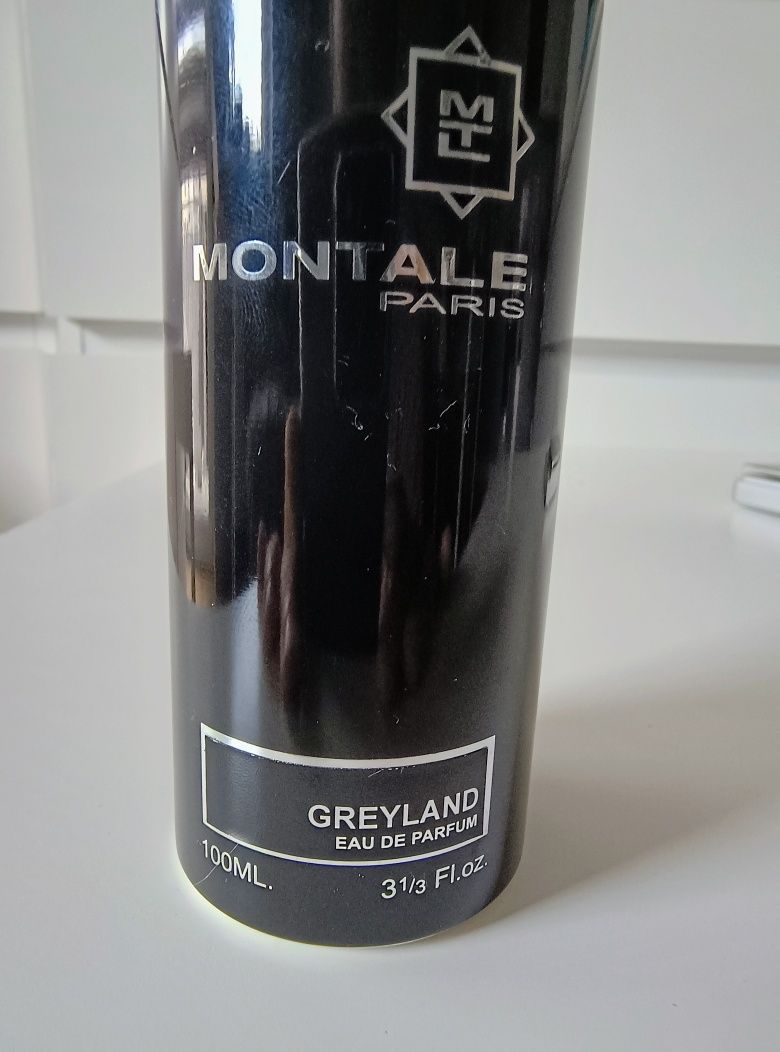 MTL
MONTALE
PARIS
GREYLAND
EAU DE PARFUM
100ML.
3 1/3 Fl.oz.